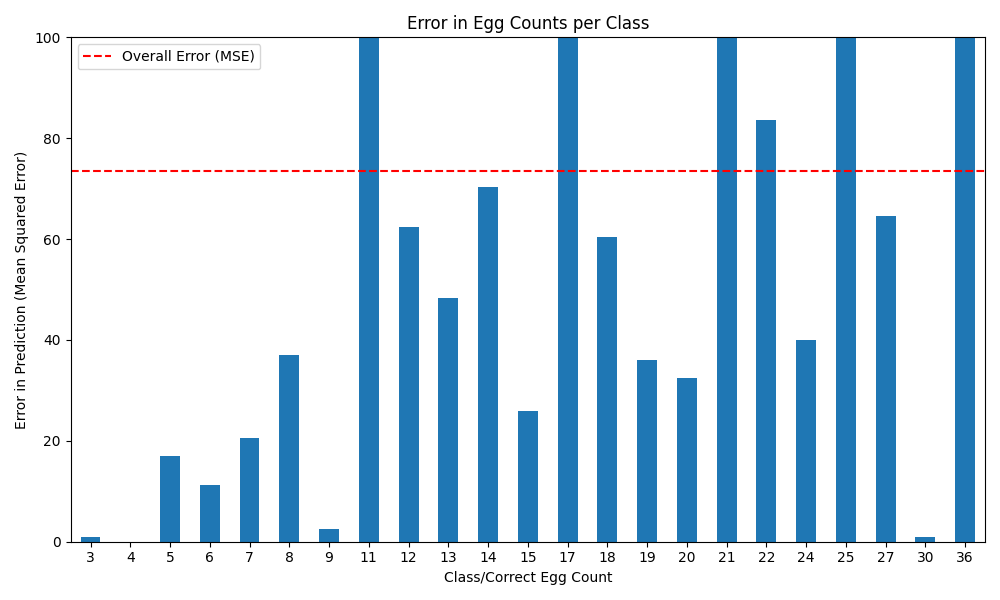 Error in Egg Counts per Class
Overall Error (MSE)
Error in Prediction (Mean Squared Error)
100
80
60
40
20
0
3 4 5 6 7 8 9 11 12 13 14 15 17 18 19 20 21 22 24 25 27 30 36
Class/Correct Egg Count